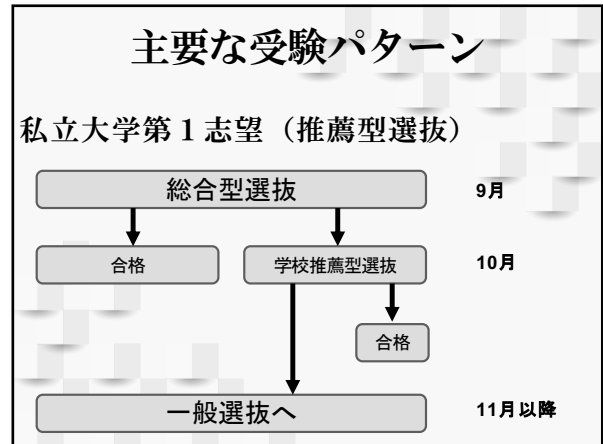 主要な受験パターン
私立大学第１志望（推薦型選抜）
総合型選抜
9月
合格
学校推薦型選抜
10月
合格
一般選抜へ
11月以降